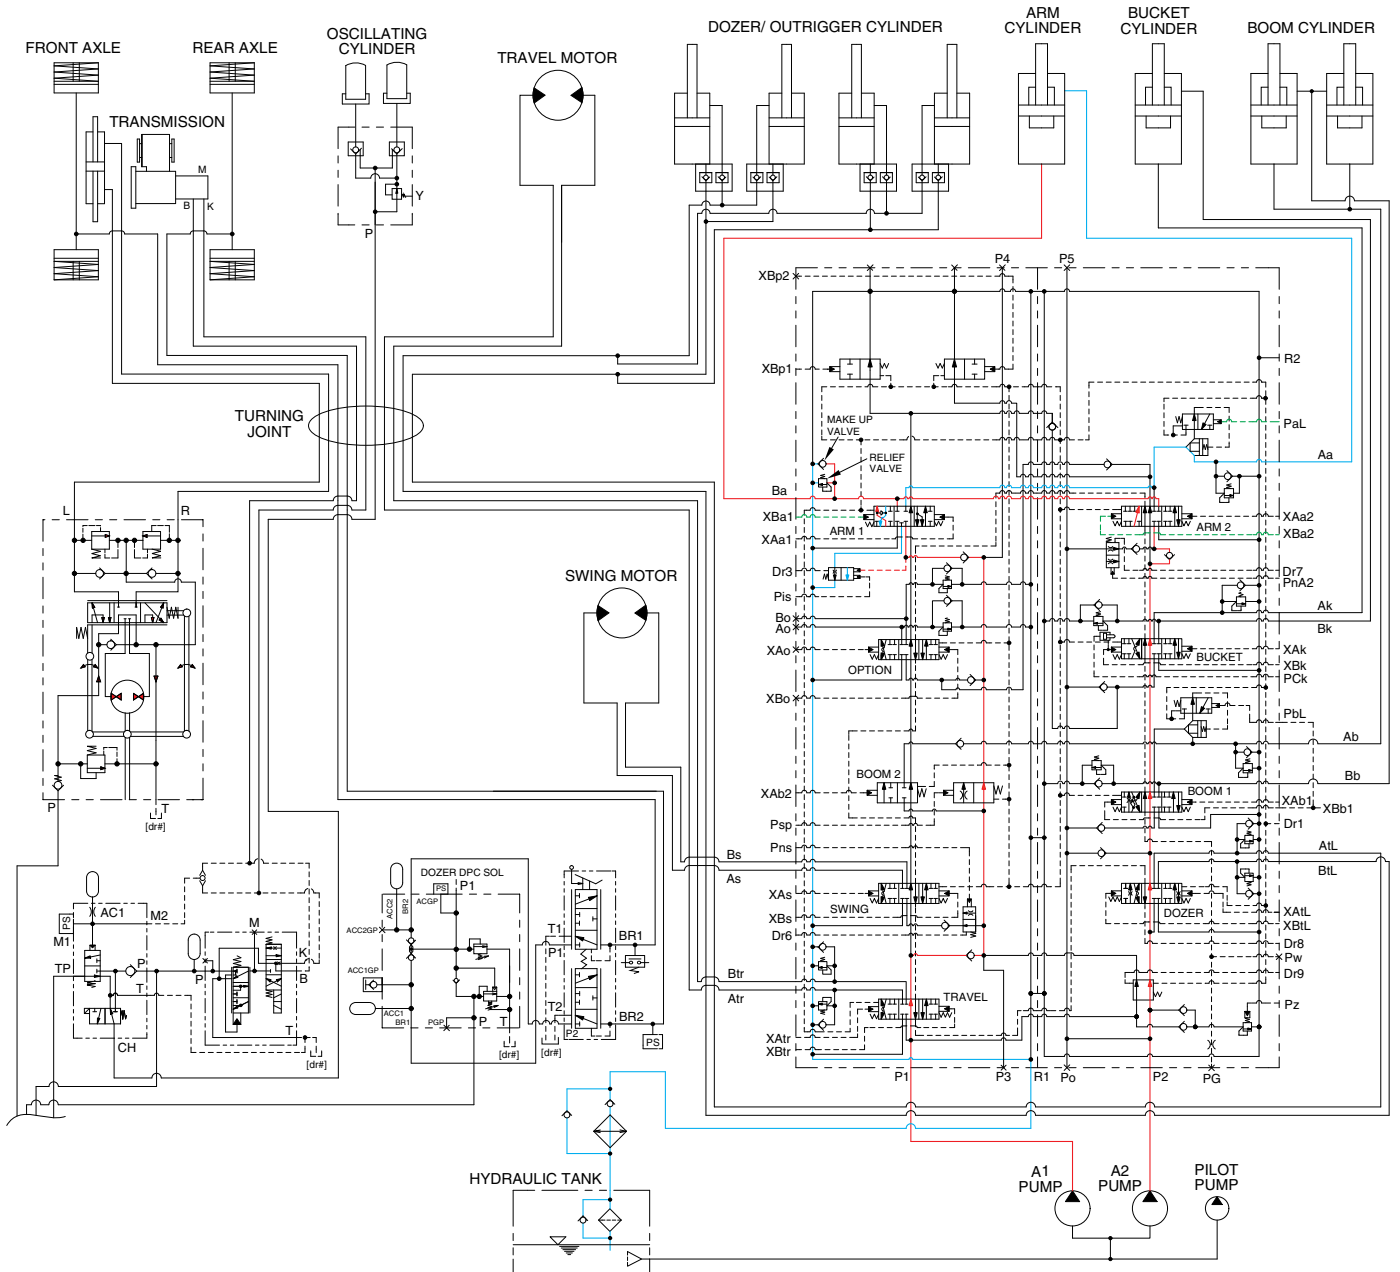 FRONT AXLE
REAR AXLE
OSCILLATING
CYLINDER
TRAVEL MOTOR
DOZER/ OUTRIGGER CYLINDER
ARM
CYLINDER
BUCKET
CYLINDER
BOOM CYLINDER
TRANSMISSION
M
B
K
Y
P
TURNING
JOINT
XBp2
P4
P5
XBp1
R2
MAKE UP
VALVE
RELIEF
VALVE
PaL
Aa
Ba
XBa1
ARM 1
XAa1
ARM 2
XAa2
XBa2
Dr3
Pis
Dr7
PnA2
Bo
Ao
Ak
Bk
XAo
OPTION
XBo
BUCKET
XAk
XBk
PCk
PbL
Ab
Bb
BOOM 2
XAb2
Psp
Pns
BOOM 1
XAb1
XBb1
Dr1
AtL
BtL
Bs
As
XAs
SWING
XBs
Dr6
DOZER
XAtL
XBtL
Dr8
Pw
Dr9
Pz
Btr
Atr
TRAVEL
XAtr
XBtr
P1
P3
R1
Po
P2
PG
L
R
P
T
[dr#]
SWING MOTOR
PS
AC1
M2
M1
TP
P
T
CH
M
P
K
B
T
[dr#]
DOZER DPC SOL
PS
P1
ACGP
ACC2
BR2
ACC2GP
ACC1GP
ACC1
BR1
PGP
P
T
[dr#]
T1
P1
BR1
T2
P2
BR2
[dr#]
PS
HYDRAULIC TANK
A1
PUMP
A2
PUMP
PILOT
PUMP